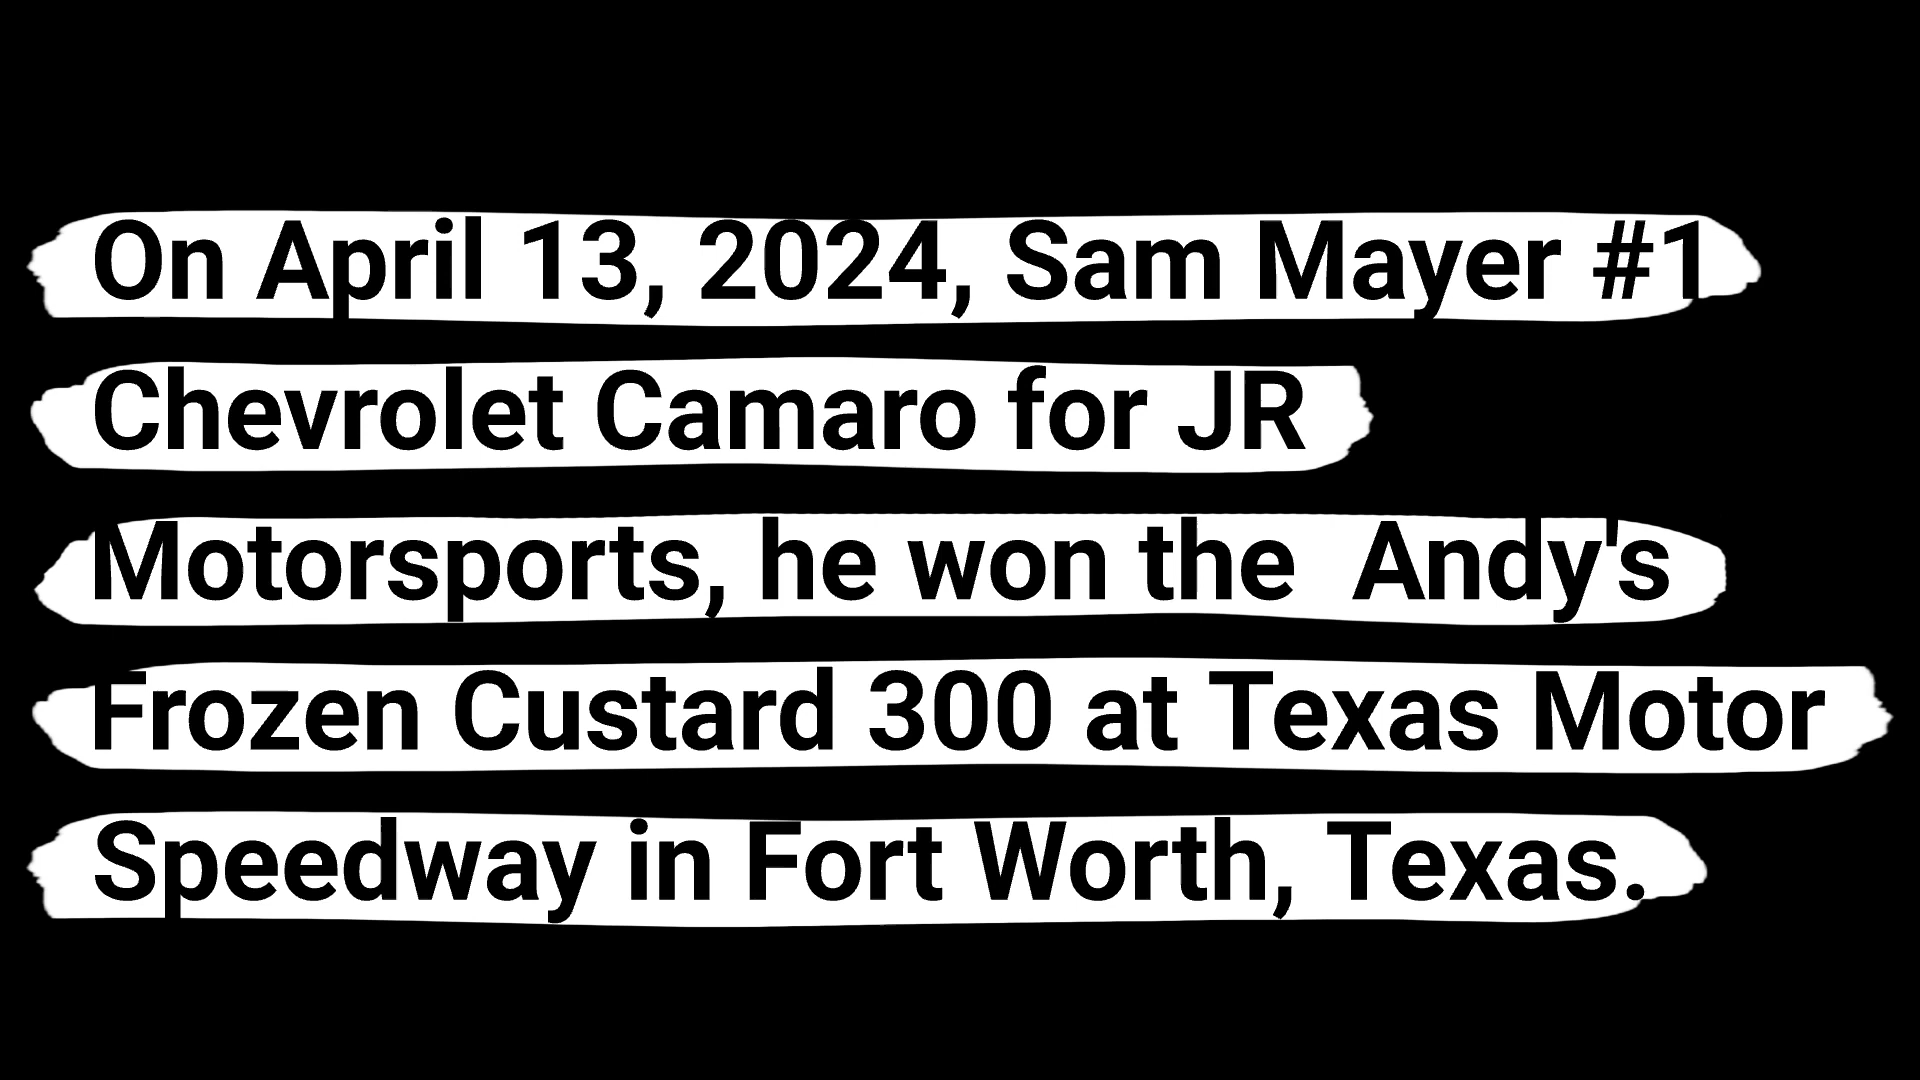 On April 13, 2024, Sam Mayer #1
Chevrolet Camaro for JR
Motorsports, he won the  Andy's
Frozen Custard 300 at Texas Motor
Speedway in Fort Worth, Texas.